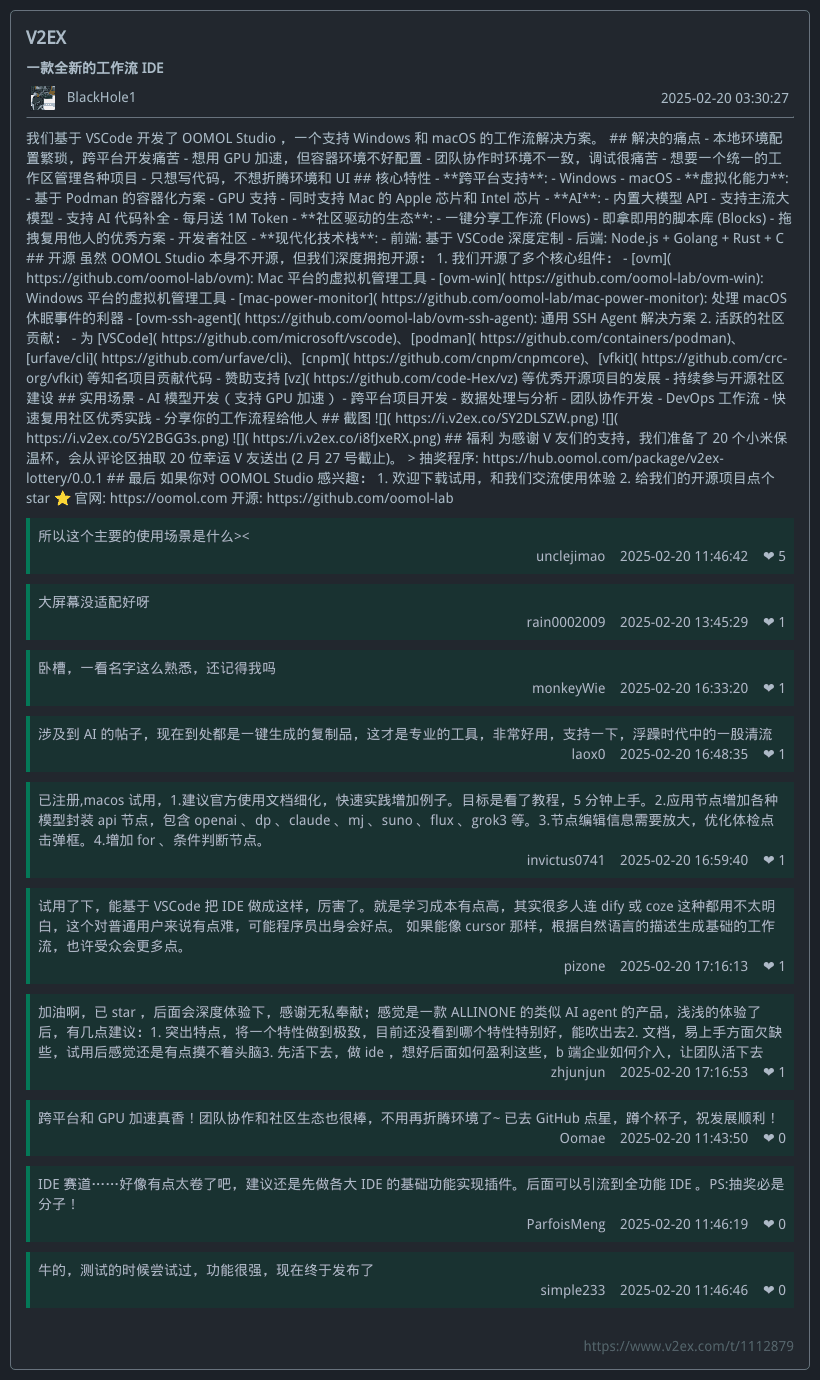 V2EX
一款全新的工作流 IDE
BlackHole1 2025-02-20 03:30:27
我们基于 VSCode 开发了 OOMOL Studio ，一个支持 Windows 和 macOS 的工作流解决方案。 ## 解决的痛点 - 本地环境配
置繁琐，跨平台开发痛苦 - 想用 GPU 加速，但容器环境不好配置 - 团队协作时环境不一致，调试很痛苦 - 想要一个统一的工
作区管理各种项目 - 只想写代码，不想折腾环境和 UI ## 核心特性 - **跨平台支持**: - Windows - macOS - **虚拟化能力**:
- 基于 Podman 的容器化方案 - GPU 支持 - 同时支持 Mac 的 Apple 芯片和 Intel 芯片 - **AI**: - 内置大模型 API - 支持主流大
模型 - 支持 AI 代码补全 - 每月送 1M Token - **社区驱动的生态**: - 一键分享工作流 (Flows) - 即拿即用的脚本库 (Blocks) - 拖
拽复用他人的优秀方案 - 开发者社区 - **现代化技术栈**: - 前端: 基于 VSCode 深度定制 - 后端: Node.js + Golang + Rust + C
## 开源 虽然 OOMOL Studio 本身不开源，但我们深度拥抱开源： 1. 我们开源了多个核心组件： - [ovm](
https://github.com/oomol-lab/ovm): Mac 平台的虚拟机管理工具 - [ovm-win]( https://github.com/oomol-lab/ovm-win):
Windows 平台的虚拟机管理工具 - [mac-power-monitor]( https://github.com/oomol-lab/mac-power-monitor): 处理 macOS
休眠事件的利器 - [ovm-ssh-agent]( https://github.com/oomol-lab/ovm-ssh-agent): 通用 SSH Agent 解决方案 2. 活跃的社区
贡献： - 为 [VSCode]( https://github.com/microsoft/vscode)、[podman]( https://github.com/containers/podman)、
[urfave/cli]( https://github.com/urfave/cli)、[cnpm]( https://github.com/cnpm/cnpmcore)、[vfkit]( https://github.com/crc-
org/vfkit) 等知名项目贡献代码 - 赞助支持 [vz]( https://github.com/code-Hex/vz) 等优秀开源项目的发展 - 持续参与开源社区
建设 ## 实用场景 - AI 模型开发（ 支持 GPU 加速 ） - 跨平台项目开发 - 数据处理与分析 - 团队协作开发 - DevOps 工作流 - 快
速复用社区优秀实践 - 分享你的工作流程给他人 ## 截图 ![]( https://i.v2ex.co/SY2DLSZW.png) ![](
https://i.v2ex.co/5Y2BGG3s.png) ![]( https://i.v2ex.co/i8fJxeRX.png) ## 福利 为感谢 V 友们的支持，我们准备了 20 个小米保
温杯，会从评论区抽取 20 位幸运 V 友送出 (2 月 27 号截止)。 > 抽奖程序: https://hub.oomol.com/package/v2ex-
lottery/0.0.1 ## 最后 如果你对 OOMOL Studio 感兴趣： 1. 欢迎下载试用，和我们交流使用体验 2. 给我们的开源项目点个
star ⭐ 官网: https://oomol.com 开源: https://github.com/oomol-lab
所以这个主要的使用场景是什么><
unclejimao 2025-02-20 11:46:42 ❤ 5
大屏幕没适配好呀
rain0002009 2025-02-20 13:45:29 ❤ 1
卧槽，一看名字这么熟悉，还记得我吗
monkeyWie 2025-02-20 16:33:20 ❤ 1
涉及到 AI 的帖子，现在到处都是一键生成的复制品，这才是专业的工具，非常好用，支持一下，浮躁时代中的一股清流
laox0 2025-02-20 16:48:35 ❤ 1
已注册,macos 试用，1.建议官方使用文档细化，快速实践增加例子。目标是看了教程，5 分钟上手。2.应用节点增加各种
模型封装 api 节点，包含 openai 、dp 、claude 、mj 、suno 、flux 、grok3 等。3.节点编辑信息需要放大，优化体检点
击弹框。4.增加 for 、条件判断节点。
invictus0741 2025-02-20 16:59:40 ❤ 1
试用了下，能基于 VSCode 把 IDE 做成这样，厉害了。就是学习成本有点高，其实很多人连 dify 或 coze 这种都用不太明
白，这个对普通用户来说有点难，可能程序员出身会好点。 如果能像 cursor 那样，根据自然语言的描述生成基础的工作
流，也许受众会更多点。
pizone 2025-02-20 17:16:13 ❤ 1
加油啊，已 star ，后面会深度体验下，感谢无私奉献；感觉是一款 ALLINONE 的类似 AI agent 的产品，浅浅的体验了
后，有几点建议：1. 突出特点，将一个特性做到极致，目前还没看到哪个特性特别好，能吹出去2. 文档，易上手方面欠缺
些，试用后感觉还是有点摸不着头脑3. 先活下去，做 ide ，想好后面如何盈利这些，b 端企业如何介入，让团队活下去
zhjunjun 2025-02-20 17:16:53 ❤ 1
跨平台和 GPU 加速真香！团队协作和社区生态也很棒，不用再折腾环境了~ 已去 GitHub 点星，蹲个杯子，祝发展顺利！
Oomae 2025-02-20 11:43:50 ❤ 0
IDE 赛道……好像有点太卷了吧，建议还是先做各大 IDE 的基础功能实现插件。后面可以引流到全功能 IDE 。PS:抽奖必是
分子！
ParfoisMeng 2025-02-20 11:46:19 ❤ 0
牛的，测试的时候尝试过，功能很强，现在终于发布了
simple233 2025-02-20 11:46:46 ❤ 0
https://www.v2ex.com/t/1112879